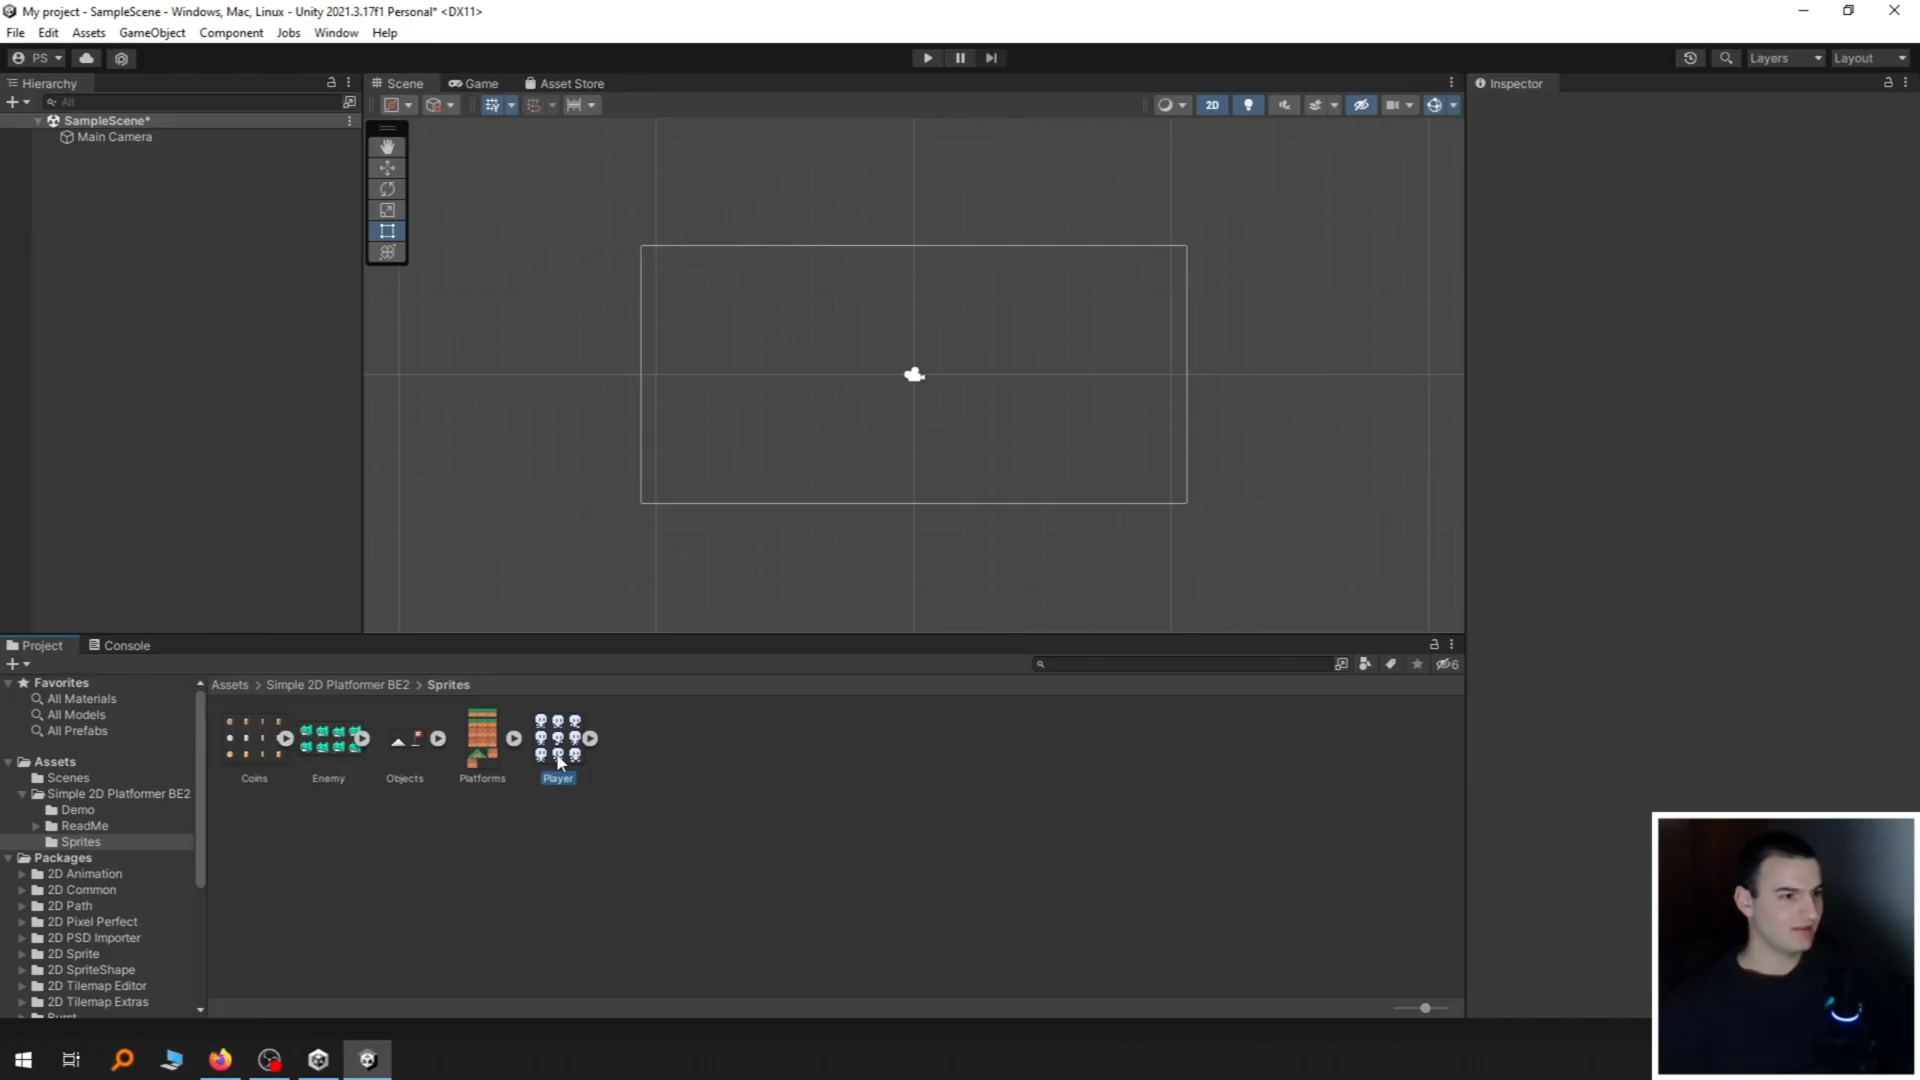 My project - SampleScene - Windows, Mac, Linux - Unity 2021.3.17f1 Personal* <DX11>
File Edit Assets GameObject Component Jobs Window Help
PS Layers Layout
Hierarchy Scene Game Asset Store Inspector
All 2D
SampleScene*
Main Camera
Project Console
6
Favorites
All Materials
All Models
All Prefabs
Assets
Scenes
Simple 2D Platformer BE2
Demo
ReadMe
Sprites
Packages
2D Animation
2D Common
2D Path
2D Pixel Perfect
2D PSD Importer
2D Sprite
2D SpriteShape
2D Tilemap Editor
2D Tilemap Extras
Burst
Assets > Simple 2D Platformer BE2 > Sprites
Coins Enemy Objects Platforms Player